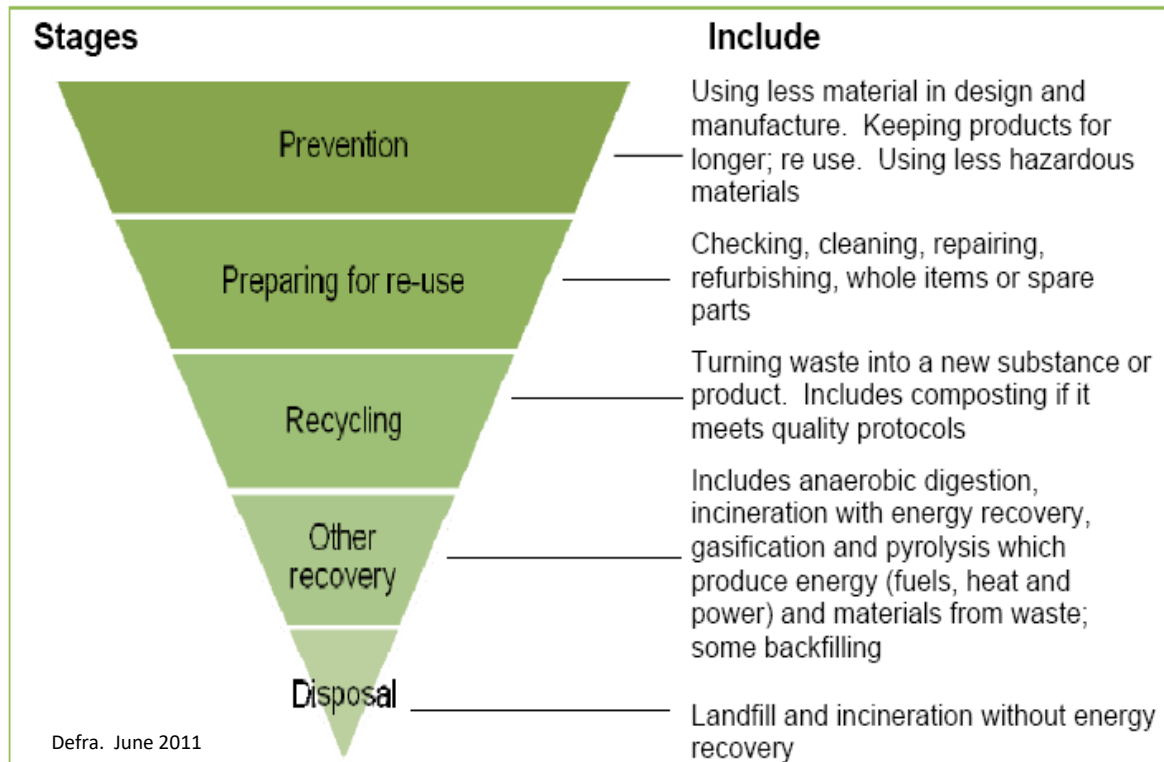 Stages
Include
Prevention
Using less material in design and
manufacture.  Keeping products for
longer; re use.  Using less hazardous
materials
Preparing for re-use
Checking, cleaning, repairing,
refurbishing, whole items or spare
parts
Recycling
Turning waste into a new substance or
product.  Includes composting if it
meets quality protocols
Other
recovery
Includes anaerobic digestion,
incineration with energy recovery,
gasification and pyrolysis which
produce energy (fuels, heat and
power) and materials from waste;
some backfilling
Disposal
Landfill and incineration without energy
recovery
Defra.  June 2011